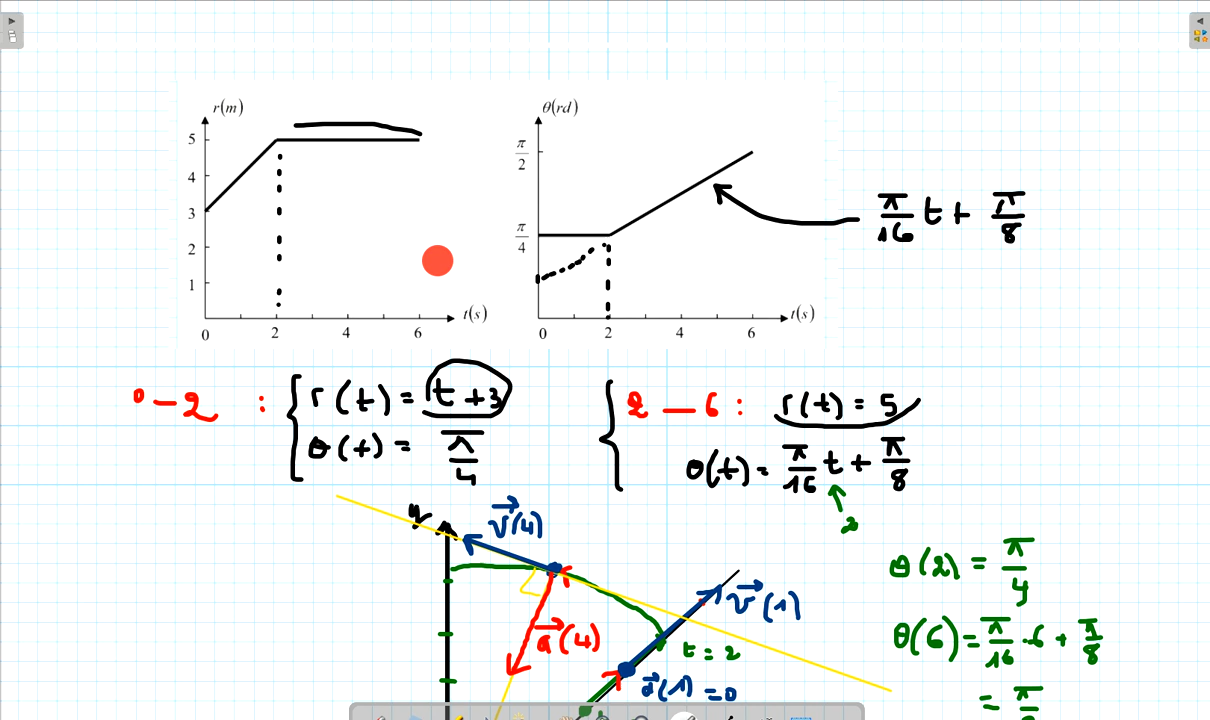 r(m)
5
4
3
2
1
0 2 4 6 t(s)
θ(rd)
π/2
π/4
0 2 4 6 t(s)
π/16 t + π/8
0 — 2 : { r(t) = t + 3
θ(t) = π/4
{ 2 — 6 : r(t) = 5
θ(t) = π/16 t + π/8
2
v(4)
a(4)
v(1)
t = 2
a(1) = 0
θ(2) = π/4
θ(6) = π/16 · 6 + π/8